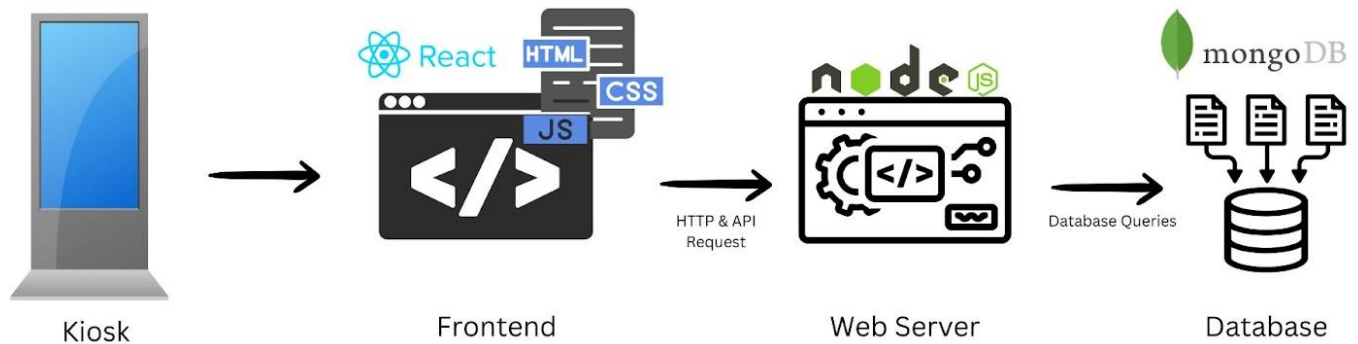 React
HTML
CSS
JS
</>
Kiosk
Frontend
HTTP & API
Request
node
JS
</>
Web Server
Database Queries
mongoDB
Database